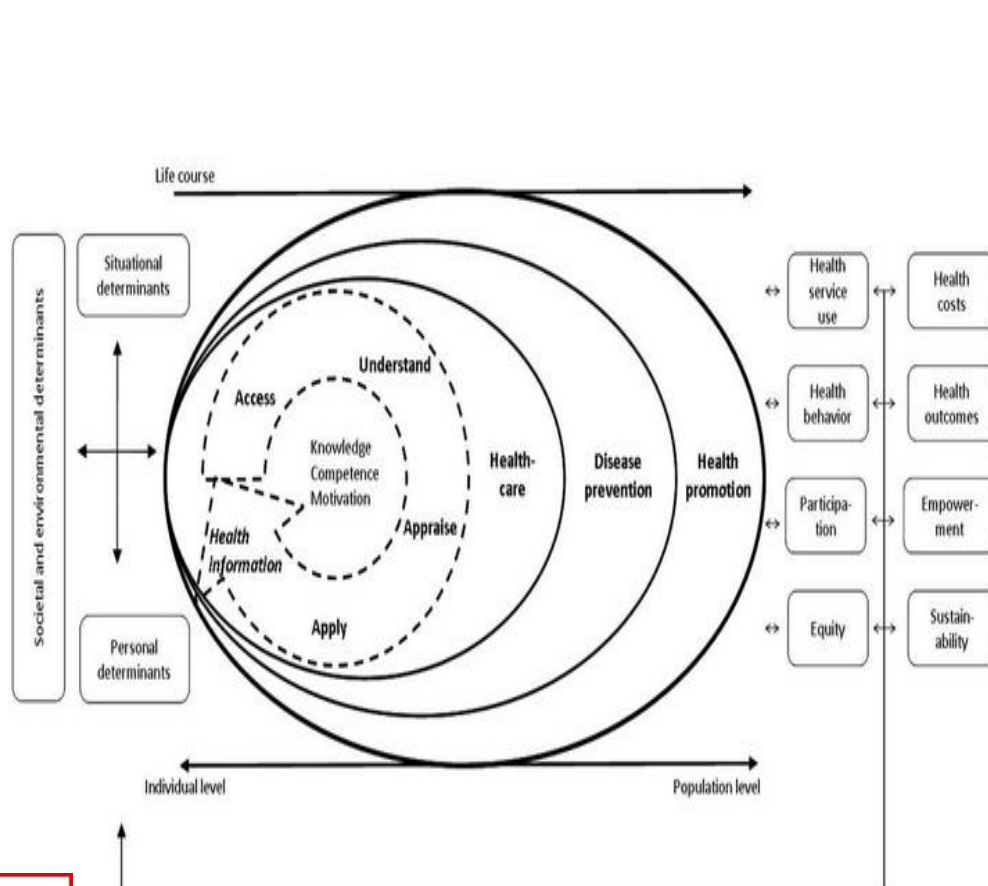 Life course
Societal and environmental determinants
Situational
determinants
Personal
determinants
Access
Understand
Knowledge
Competence
Motivation
Health
information
Appraise
Apply
Health-
care
Disease
prevention
Health
promotion
Health
service
use
Health
costs
Health
behavior
Health
outcomes
Participa-
tion
Empower-
ment
Equity
Sustain-
ability
Individual level
Population level